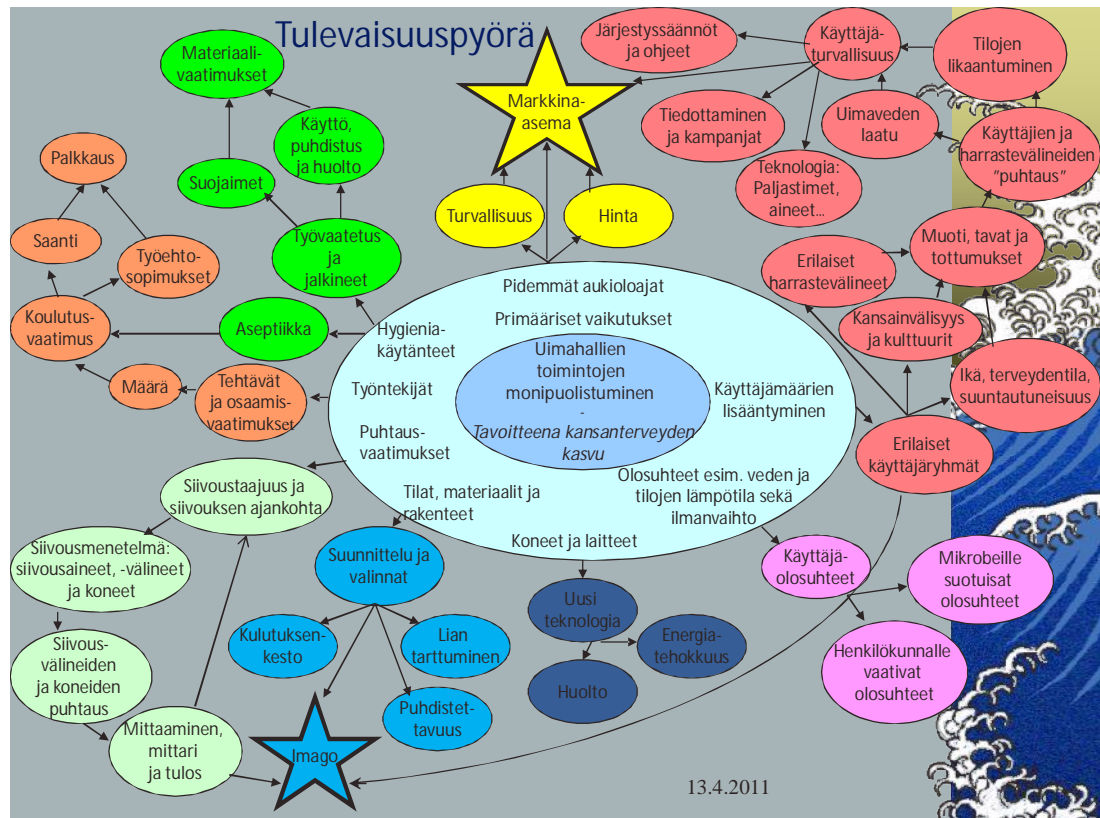 Tulevaisuuspyörä
Materiaali-
vaatimukset
Käyttö,
puhdistus
ja huolto
Suojaimet
Työvaatetus
ja
jalkineet
Aseptiikka
Palkkaus
Saanti
Työehto-
sopimukset
Koulutus-
vaatimus
Määrä
Tehtävät
ja osaamis-
vaatimukset
Markkina-
asema
Turvallisuus
Hinta
Järjestyssäännöt
ja ohjeet
Käyttäjä-
turvallisuus
Tilojen
likaantuminen
Tiedottaminen
ja kampanjat
Uimaveden
laatu
Käyttäjien ja
harrastevälineiden
”puhtaus”
Teknologia:
Paljastimet,
aineet...
Muoti, tavat ja
tottumukset
Erilaiset
harrastevälineet
Kansainvälisyys
ja kulttuurit
Ikä, terveydentila,
suuntautuneisuus
Erilaiset
käyttäjäryhmät
Pidemmät aukioloajat
Primääriset vaikutukset
Hygienia-
käytänteet
Uimahallien
toimintojen
monipuolistuminen
-
Tavoitteena kansanterveyden
kasvu
Työntekijät
Käyttäjämäärien
lisääntyminen
Puhtaus-
vaatimukset
Tilat, materiaalit ja
rakenteet
Olosuhteet esim. veden ja
tilojen lämpötila sekä
ilmanvaihto
Koneet ja laitteet
Siivoustaajuus ja
siivouksen ajankohta
Siivousmenetelmä:
siivousaineet, -välineet
ja koneet
Siivous-
välineiden
ja koneiden
puhtaus
Mittaaminen,
mittari
ja tulos
Suunnittelu ja
valinnat
Kulutuksen-
kesto
Lian
tarttuminen
Puhdistet-
tavuus
Imago
Uusi
teknologia
Energia-
tehokkuus
Huolto
Käyttäjä-
olosuhteet
Mikrobeille
suotuisat
olosuhteet
Henkilökunnalle
vaativat
olosuhteet
13.4.2011